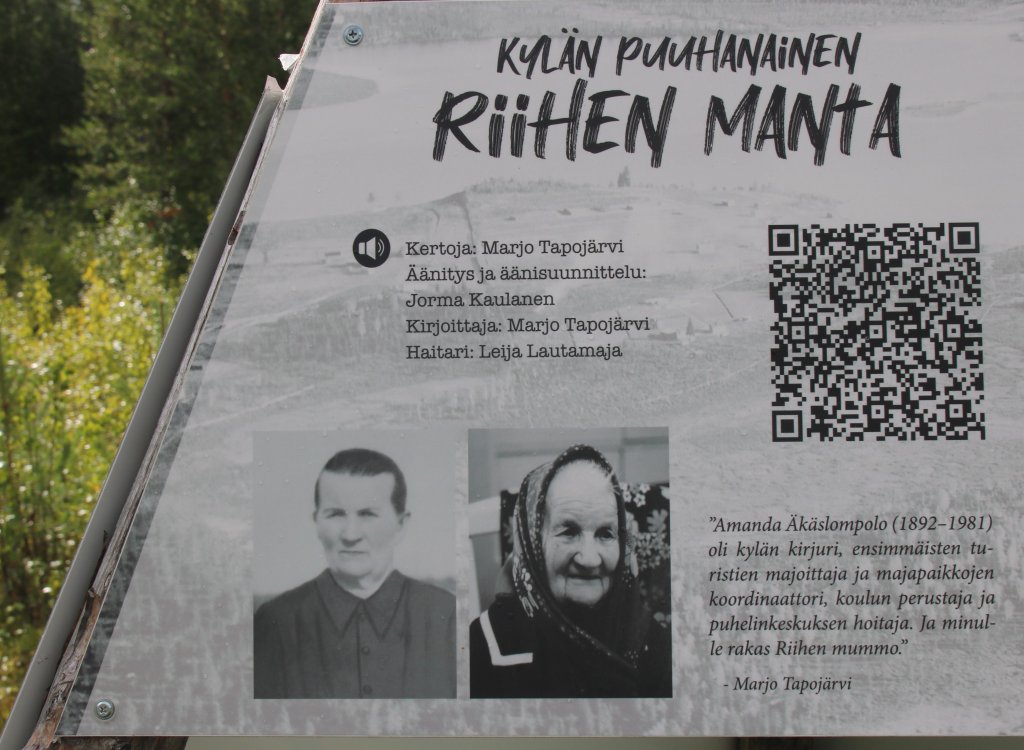 KYLÄN PUUHANAiNEN
RiiHEN MANTA
Kertoja: Marjo Tapojärvi
Äänitys ja äänisuunnittelu:
Jorma Kaulanen
Kirjoittaja: Marjo Tapojärvi
Haitari: Leija Lautamaja
”Amanda Äkäslompolo (1892–1981)
oli kylän kirjuri, ensimmäisten tu-
ristien majoittaja ja majapaikkojen
koordinaattori, koulun perustaja ja
puhelinkeskuksen hoitaja. Ja minul-
le rakas Riihen mummo.”
- Marjo Tapojärvi